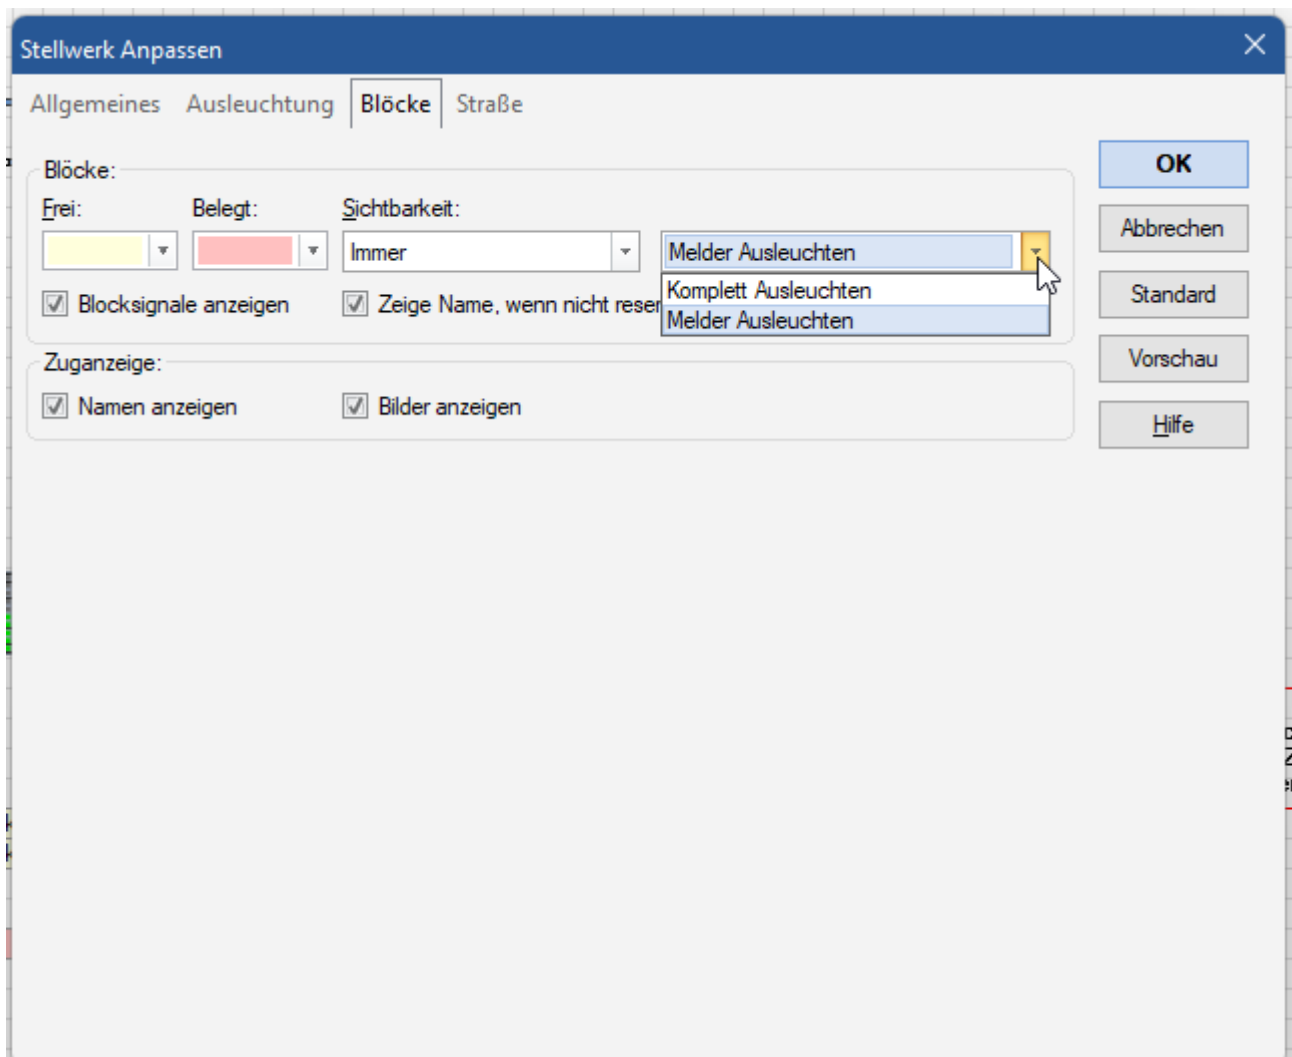 Stellwerk Anpassen
Allgemeines Ausleuchtung Blöcke Straße
Blöcke:
Frei: Belegt: Sichtbarkeit:
Immer Melder Ausleuchten
Komplett Ausleuchten
Melder Ausleuchten
Blocksignale anzeigen Zeige Name, wenn nicht reser
Zuganzeige:
Namen anzeigen Bilder anzeigen
OK
Abbrechen
Standard
Vorschau
Hilfe